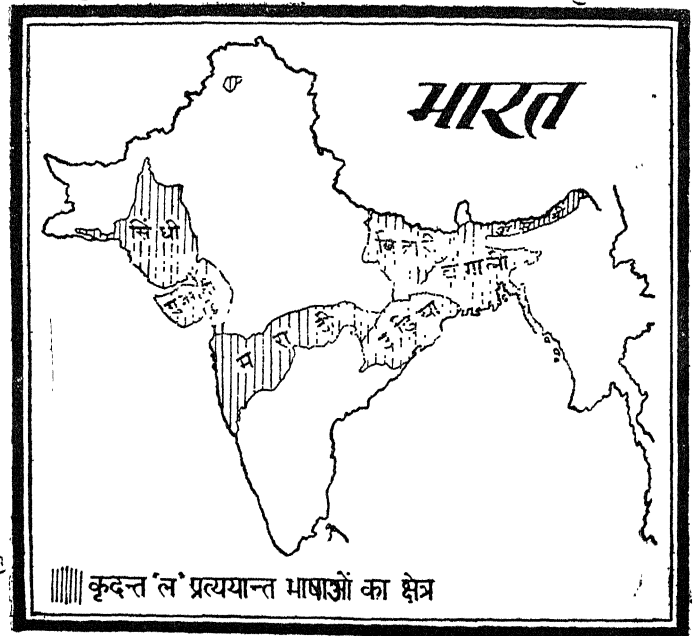 भारत
सिंधी
बिहारी
बंगाली
मराठी
कृदन्त 'ल' प्रत्ययान्त भाषाओं का क्षेत्र